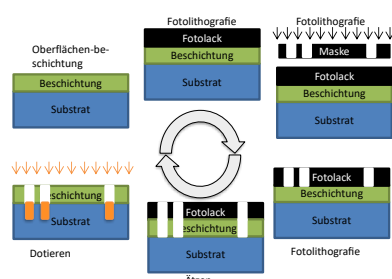 Fotolithografie
Fotolack
Beschichtung
Substrat
Fotolithografie
Maske
Fotolack
Beschichtung
Substrat
Oberflächen-be-
schichtung
Beschichtung
Substrat
Beschichtung
Substrat
Dotieren
Fotolack
Beschichtung
Substrat
Fotolack
Beschichtung
Substrat
Fotolithografie